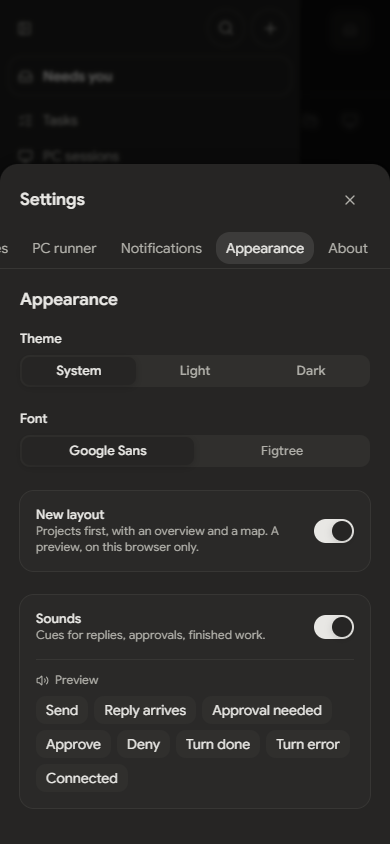 Needs you
Tasks
PC sessions
Settings
es
PC runner
Notifications
Appearance
About
Appearance
Theme
System
Light
Dark
Font
Google Sans
Figtree
New layout
Projects first, with an overview and a map. A
preview, on this browser only.
Sounds
Cues for replies, approvals, finished work.
Preview
Send
Reply arrives
Approval needed
Approve
Deny
Turn done
Turn error
Connected